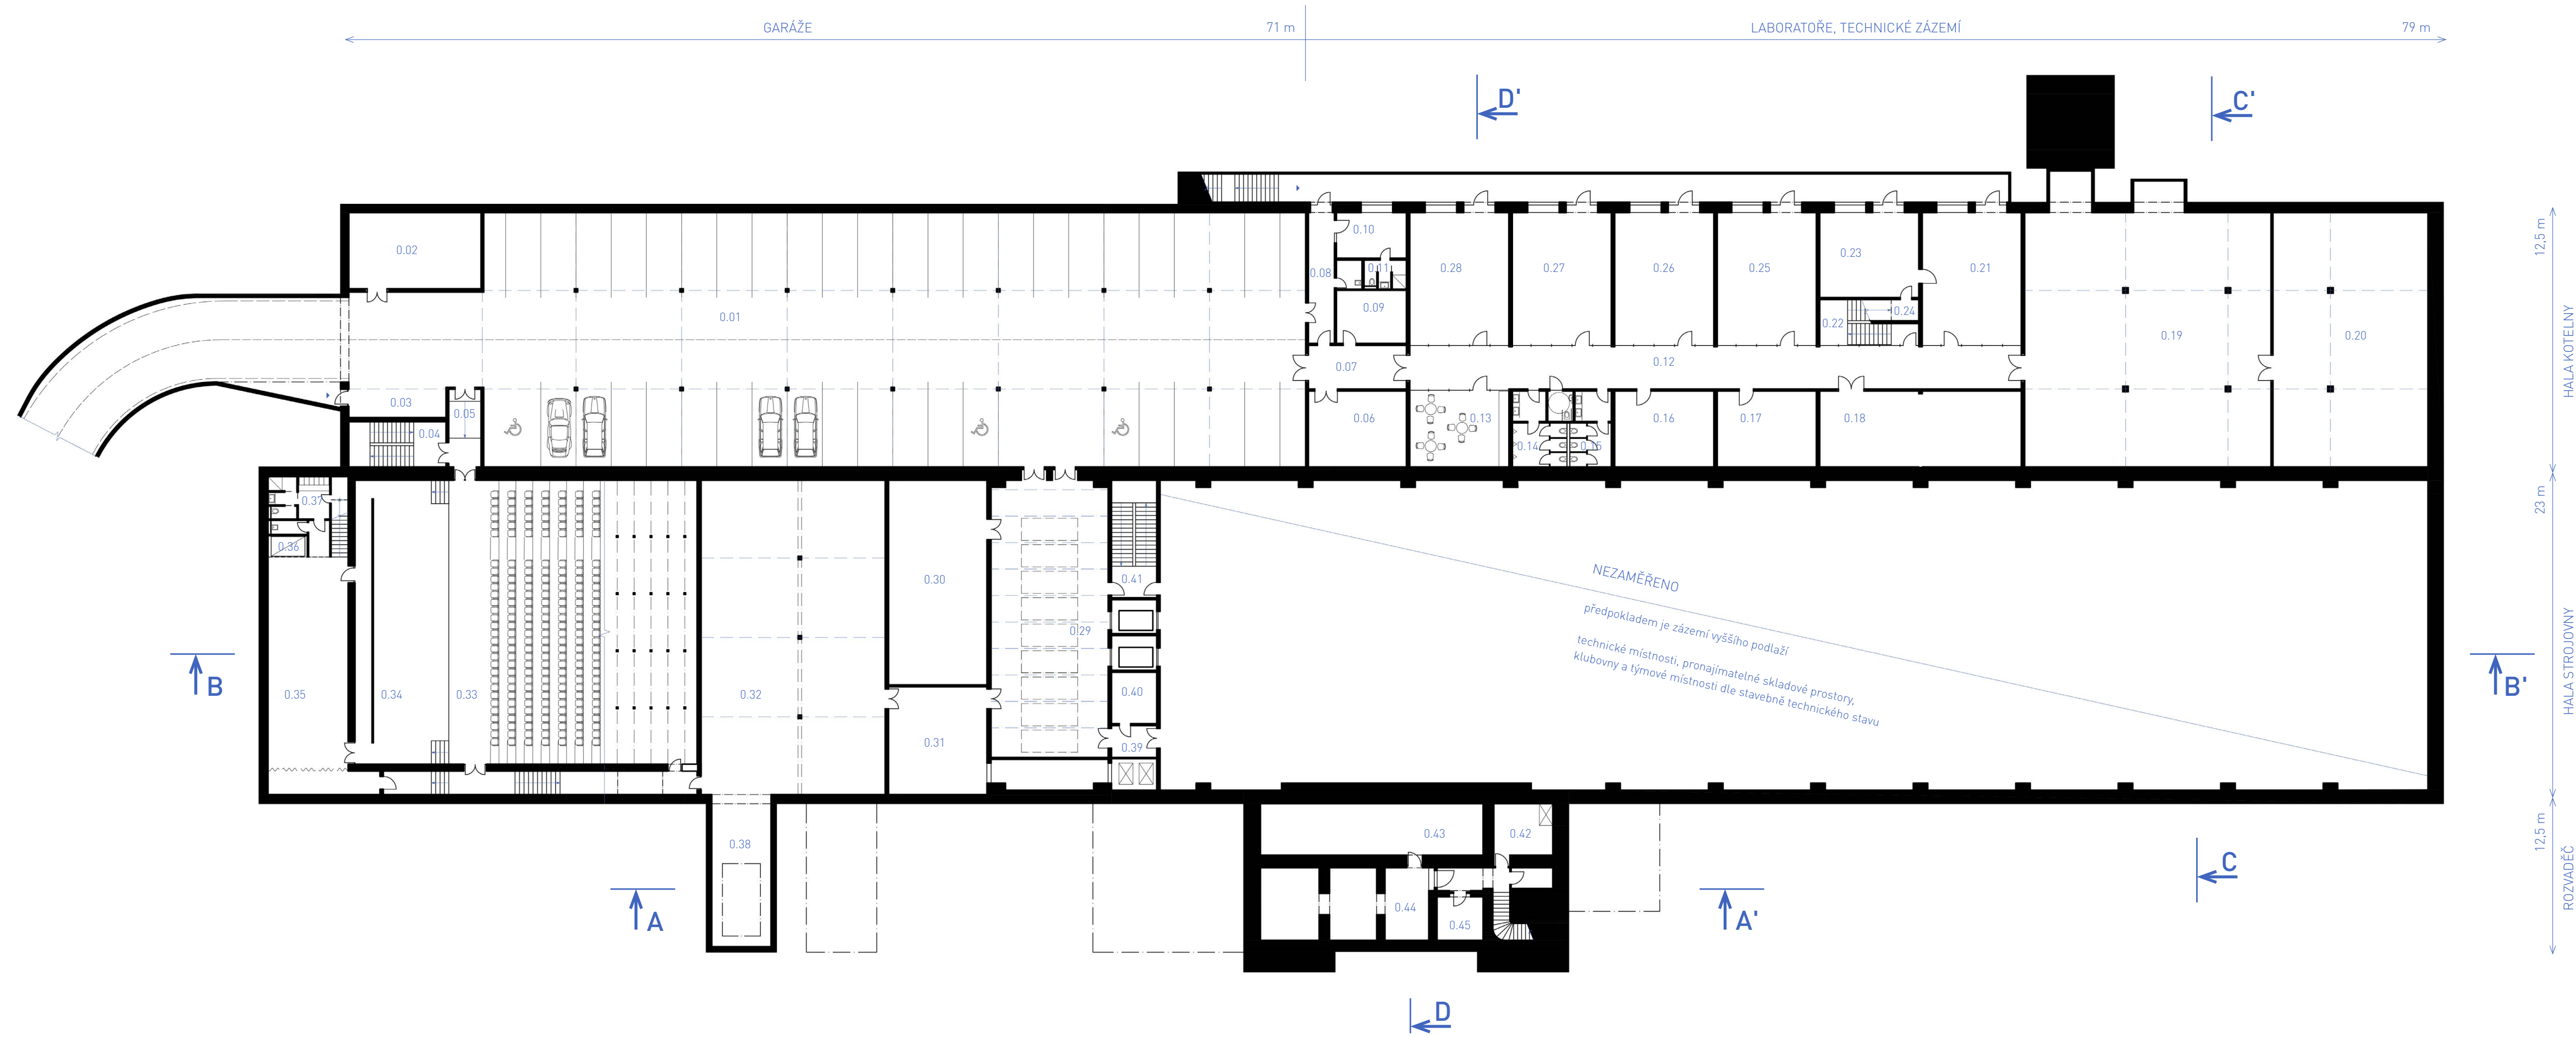 GARÁŽE
71 m
LABORATOŘE, TECHNICKÉ ZÁZEMÍ
79 m
D'
C'
0.02
0.10
0.08
0.11
0.09
0.28
0.27
0.26
0.25
0.23
0.21
0.22
0.24
0.01
0.19
0.20
0.07
0.12
0.03
0.05
0.04
0.06
0.13
0.14
0.15
0.16
0.17
0.18
12,5 m
HALA KOTELNY
0.37
0.36
0.35
0.34
0.33
0.32
0.30
0.31
0.29
0.41
0.40
0.39
NEZAMĚŘENO
předpokladem je zázemí vyššího podlaží
technické místnosti, pronajímatelné skladové prostory,
klubovny a týmové místnosti dle stavebně technického stavu
23 m
HALA STROJOVNY
B
B'
0.38
0.43
0.42
0.44
0.45
12,5 m
ROZVADĚČ
A
A'
C
D